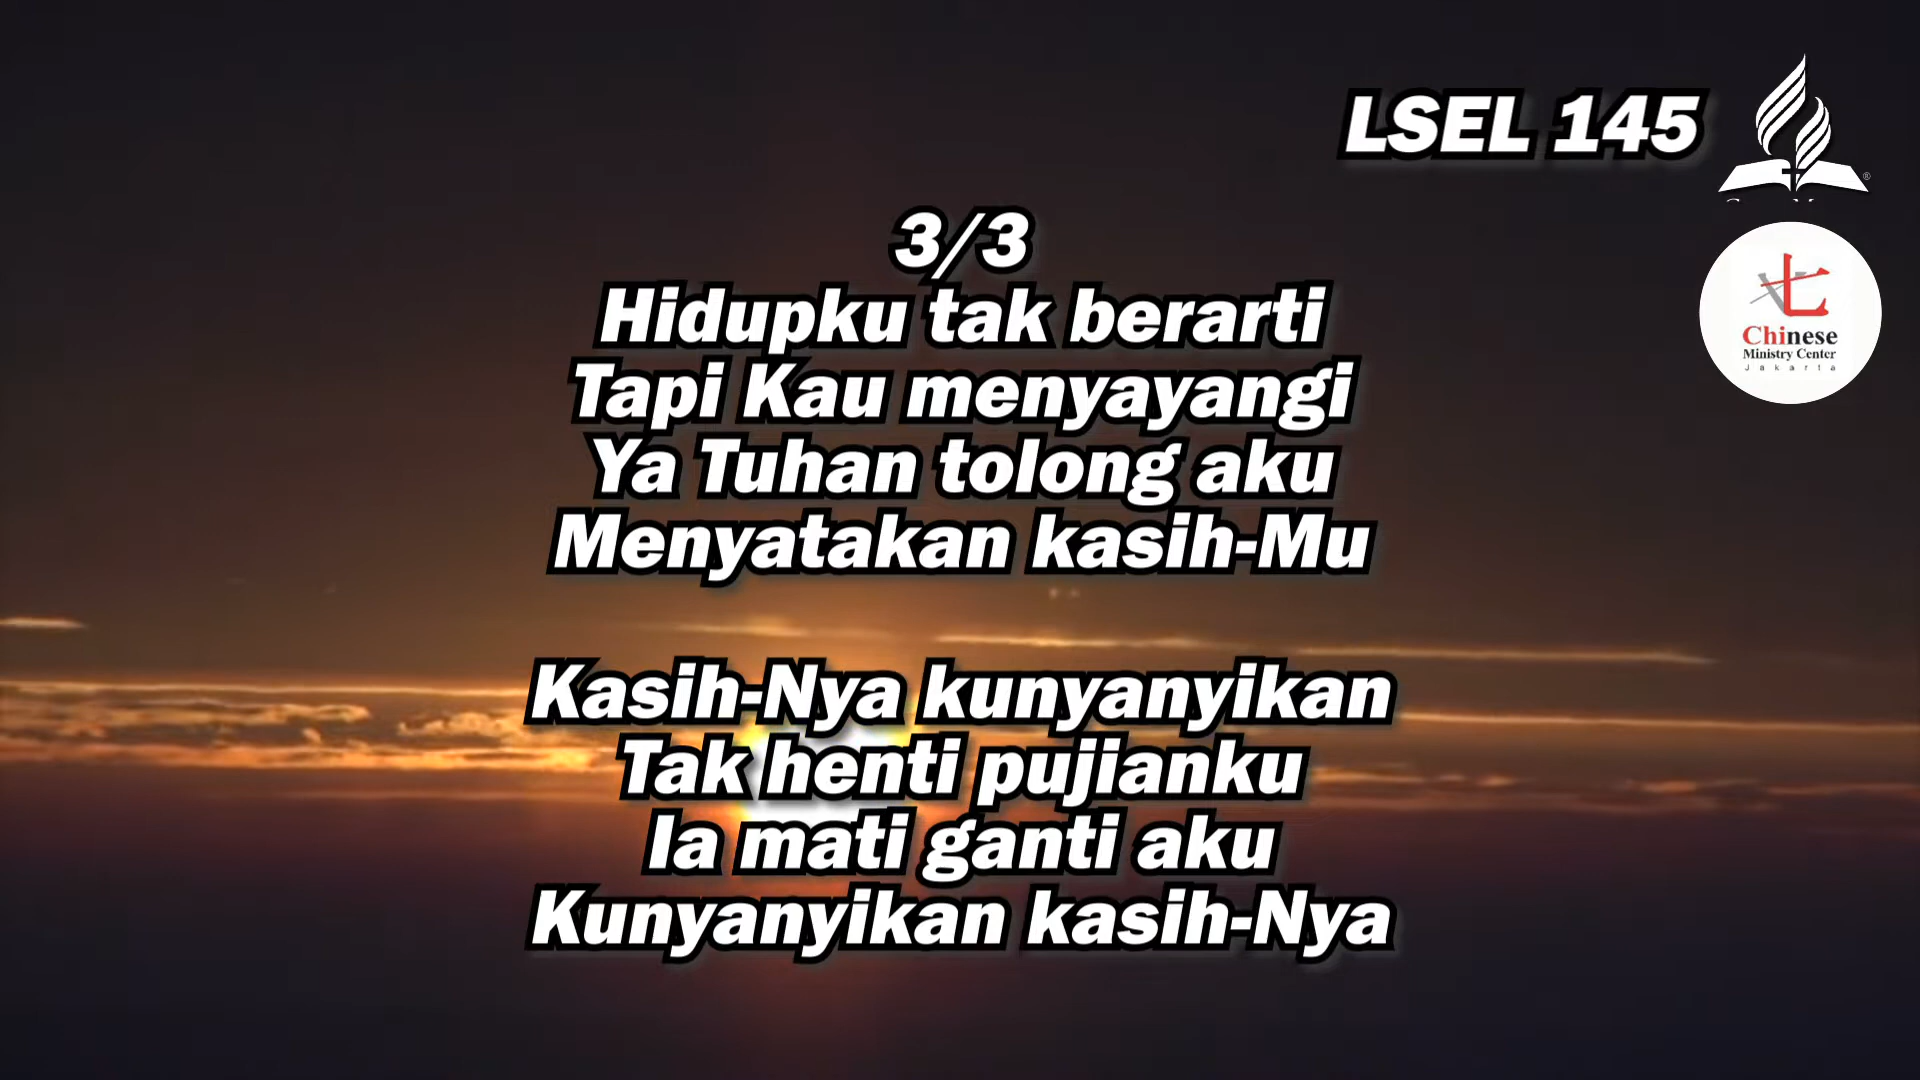 LSEL 145
3/3
Hidupku tak berarti
Tapi Kau menyayangi
Ya Tuhan tolong aku
Menyatakan kasih-Mu
Kasih-Nya kunyanyikan
Tak henti pujianku
Ia mati ganti aku
Kunyanyikan kasih-Nya
®
七
Chinese
Ministry Center
Jakarta